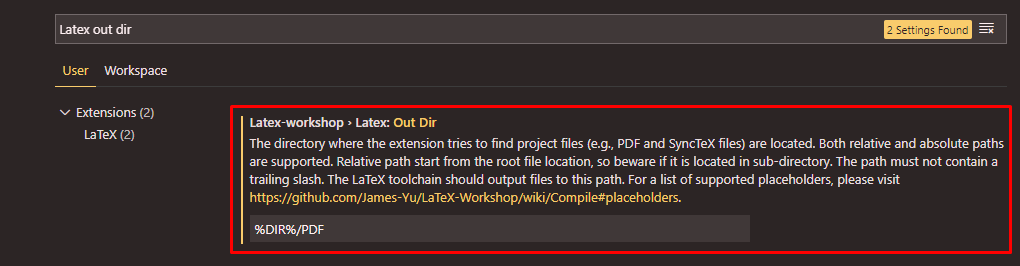 Latex out dir
2 Settings Found
User Workspace
Extensions (2)
LaTeX (2)
Latex-workshop › Latex: Out Dir
The directory where the extension tries to find project files (e.g., PDF and SyncTeX files) are located. Both relative and absolute paths
are supported. Relative path start from the root file location, so beware if it is located in sub-directory. The path must not contain a
trailing slash. The LaTeX toolchain should output files to this path. For a list of supported placeholders, please visit
https://github.com/James-Yu/LaTeX-Workshop/wiki/Compile#placeholders.
%DIR%/PDF